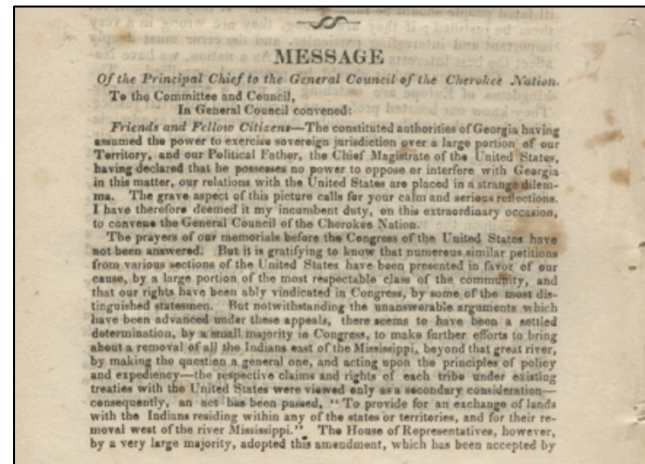 MESSAGE
Of the Principal Chief to the General Council of the Cherokee Nation.
To the Committee and Council,
In General Council convened:
Friends and Fellow Citizens—The constituted authorities of Georgia having
assumed the power to exercise sovereign jurisdiction over a large portion of our
Territory, and our Political Father, the Chief Magistrate of the United States,
having declared that he possesses no power to oppose or interfere with Georgia
in this matter, our relations with the United States are placed in a strange dilem-
ma. The grave aspect of this picture calls for your calm and serious reflections.
I have therefore deemed it my incumbent duty, on this extraordinary occasion,
to convene the General Council of the Cherokee Nation.
The prayers of our memorials before the Congress of the United States have
not been answered. But it is gratifying to know that numerous similar petitions
from various sections of the United States have been presented in favor of our
cause, by a large portion of the most respectable class of the community, and
that our rights have been ably vindicated in Congress, by some of the most dis-
tinguished statesmen. But notwithstanding the unanswerable arguments which
have been advanced under these appeals, there seems to have been a settled
determination, by a small majority in Congress, to make further efforts to bring
about a removal of all the Indians east of the Mississippi, beyond that great river,
by making the question a general one, and acting upon the principles of policy
and expediency—the respective claims and rights of each tribe under existing
treaties with the United States were viewed only as a secondary consideration—
consequently, an act has been passed, "To provide for an exchange of lands
with the Indians residing within any of the states or territories, and for their re-
moval west of the river Mississippi." The House of Representatives, however,
by a very large majority, adopted this amendment, which has been accepted by